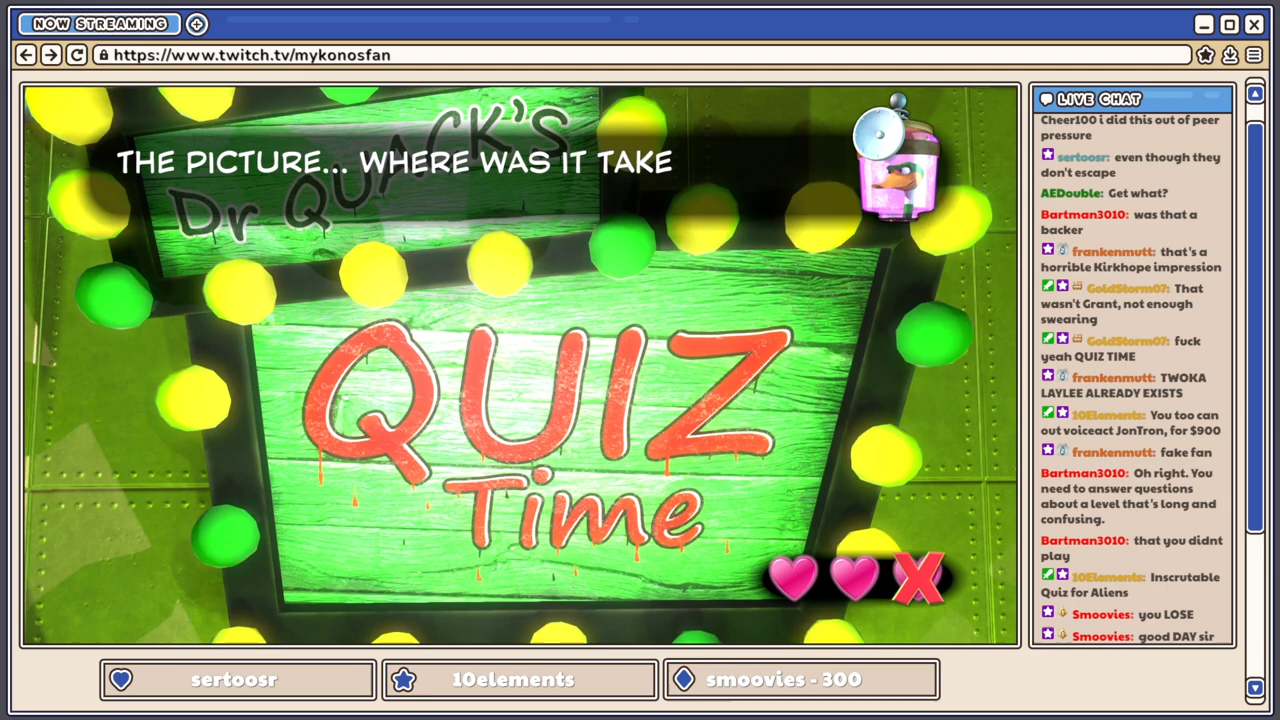 NOW STREAMING
https://www.twitch.tv/mykonosfan
Dr QUACK'S
THE PICTURE... WHERE WAS IT TAKE
QUIZ
Time
LIVE CHAT
Cheer100 i did this out of peer
pressure
sertoosr: even though they
don't escape
AEDouble: Get what?
Bartman3010: was that a
backer
frankenmutt: that's a
horrible Kirkhope impression
GoldStorm07: That
wasn't Grant, not enough
swearing
GoldStorm07: fuck
yeah QUIZ TIME
frankenmutt: TWOKA
LAYLEE ALREADY EXISTS
10Elements: You too can
out voiceact JonTron, for $900
frankenmutt: fake fan
Bartman3010: Oh right. You
need to answer questions
about a level that's long and
confusing.
Bartman3010: that you didnt
play
10Elements: Inscrutable
Quiz for Aliens
Smoovies: you LOSE
Smoovies: good DAY sir
sertoosr
10elements
smoovies - 300